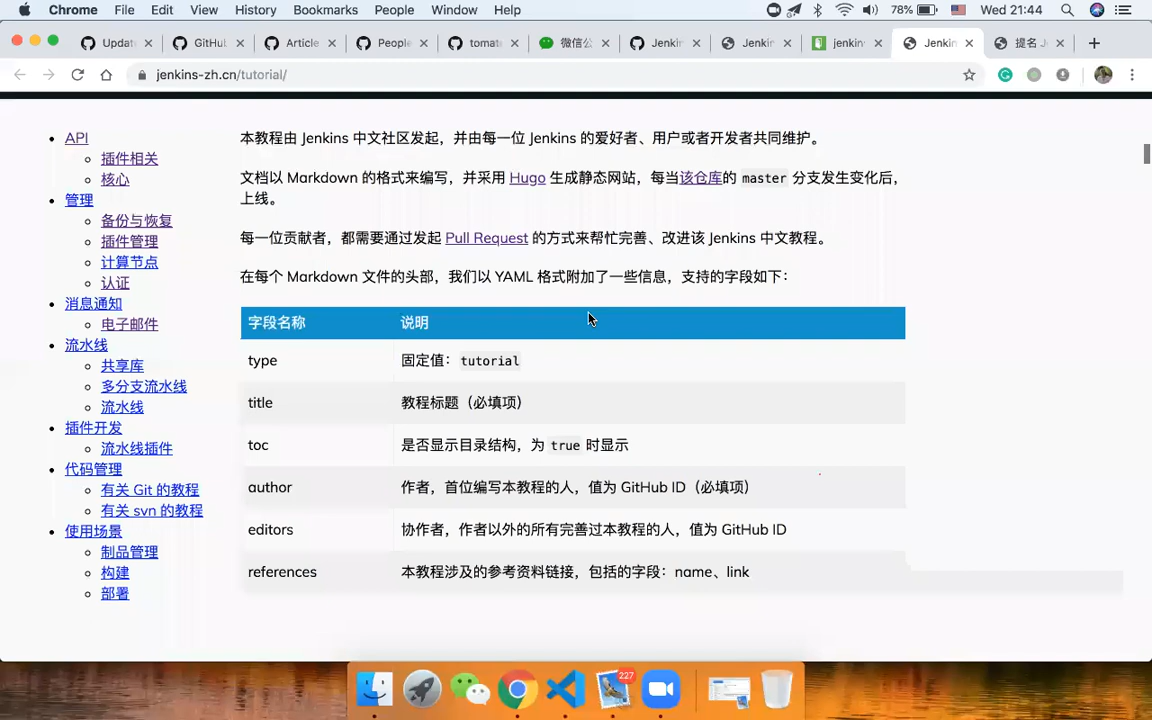 Chrome File Edit View History Bookmarks People Window Help 78% Wed 21:44
Updat GitHu Article People tomat 微信公 Jenkin Jenkin jenkin Jenkin 提名 J
jenkins-zh.cn/tutorial/
API
插件相关
核心
管理
备份与恢复
插件管理
计算节点
认证
消息通知
电子邮件
流水线
共享库
多分支流水线
流水线
插件开发
流水线插件
代码管理
有关 Git 的教程
有关 svn 的教程
使用场景
制品管理
构建
部署
本教程由 Jenkins 中文社区发起，并由每一位 Jenkins 的爱好者、用户或者开发者共同维护。
文档以 Markdown 的格式来编写，并采用 Hugo 生成静态网站，每当该仓库的 master 分支发生变化后，
上线。
每一位贡献者，都需要通过发起 Pull Request 的方式来帮忙完善、改进该 Jenkins 中文教程。
在每个 Markdown 文件的头部，我们以 YAML 格式附加了一些信息，支持的字段如下：
字段名称 说明
type 固定值：tutorial
title 教程标题（必填项）
toc 是否显示目录结构，为 true 时显示
author 作者，首位编写本教程的人，值为 GitHub ID（必填项）
editors 协作者，作者以外的所有完善过本教程的人，值为 GitHub ID
references 本教程涉及的参考资料链接，包括的字段：name、link
227